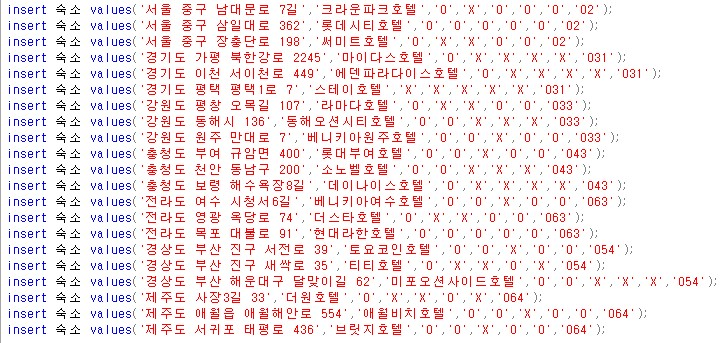 insert 숙소 values('서울 중구 남대문로 7길','크라운파크호텔','O','X','O','O','O','02');
insert 숙소 values('서울 중구 삼일대로 362','롯데시티호텔','O','X','O','O','O','02');
insert 숙소 values('서울 중구 장충단로 198','써미트호텔','O','X','X','O','O','02');
insert 숙소 values('경기도 가평 북한강로 2245','마이다스호텔','O','O','X','X','X','031');
insert 숙소 values('경기도 이천 서이천로 449','에덴파라다이스호텔','O','X','X','X','X','031');
insert 숙소 values('경기도 평택 평택1로 7','스테이호텔','X','X','X','X','X','031');
insert 숙소 values('강원도 평창 오목길 107','라마다호텔','O','X','X','O','O','033');
insert 숙소 values('강원도 동해시 136','동해오션시티호텔','O','X','X','X','O','033');
insert 숙소 values('강원도 원주 만대로 7','베니키아원주호텔','O','O','X','O','O','033');
insert 숙소 values('충청도 부여 규암면 400','롯대부여호텔','O','O','X','O','O','043');
insert 숙소 values('충청도 천안 동남구 200','소노벨호텔','O','O','X','X','X','043');
insert 숙소 values('충청도 보령 해수욕장8길','데이나이스호텔','O','O','X','X','X','043');
insert 숙소 values('전라도 여수 시청서6길','베니키아여수호텔','O','O','X','O','O','063');
insert 숙소 values('전라도 영광 옥당로 74','더스타호텔','O','X','X','O','O','063');
insert 숙소 values('전라도 목포 대불로 91','현대라한호텔','O','O','O','O','O','063');
insert 숙소 values('경상도 부산 진구 서전로 39','토요코인호텔','O','O','X','O','O','054');
insert 숙소 values('경상도 부산 진구 새싹로 35','티티호텔','O','X','X','O','X','054');
insert 숙소 values('경상도 부산 해운대구 달맞이길 62','미포오션사이드호텔','O','O','X','X','X','054');
insert 숙소 values('제주도 사장3길 33','더원호텔','O','X','X','O','X','064');
insert 숙소 values('제주도 애월읍 애월해안로 554','애월비치호텔','O','X','O','O','O','064');
insert 숙소 values('제주도 서귀포 태평로 436','브릿지호텔','O','O','X','O','O','064');